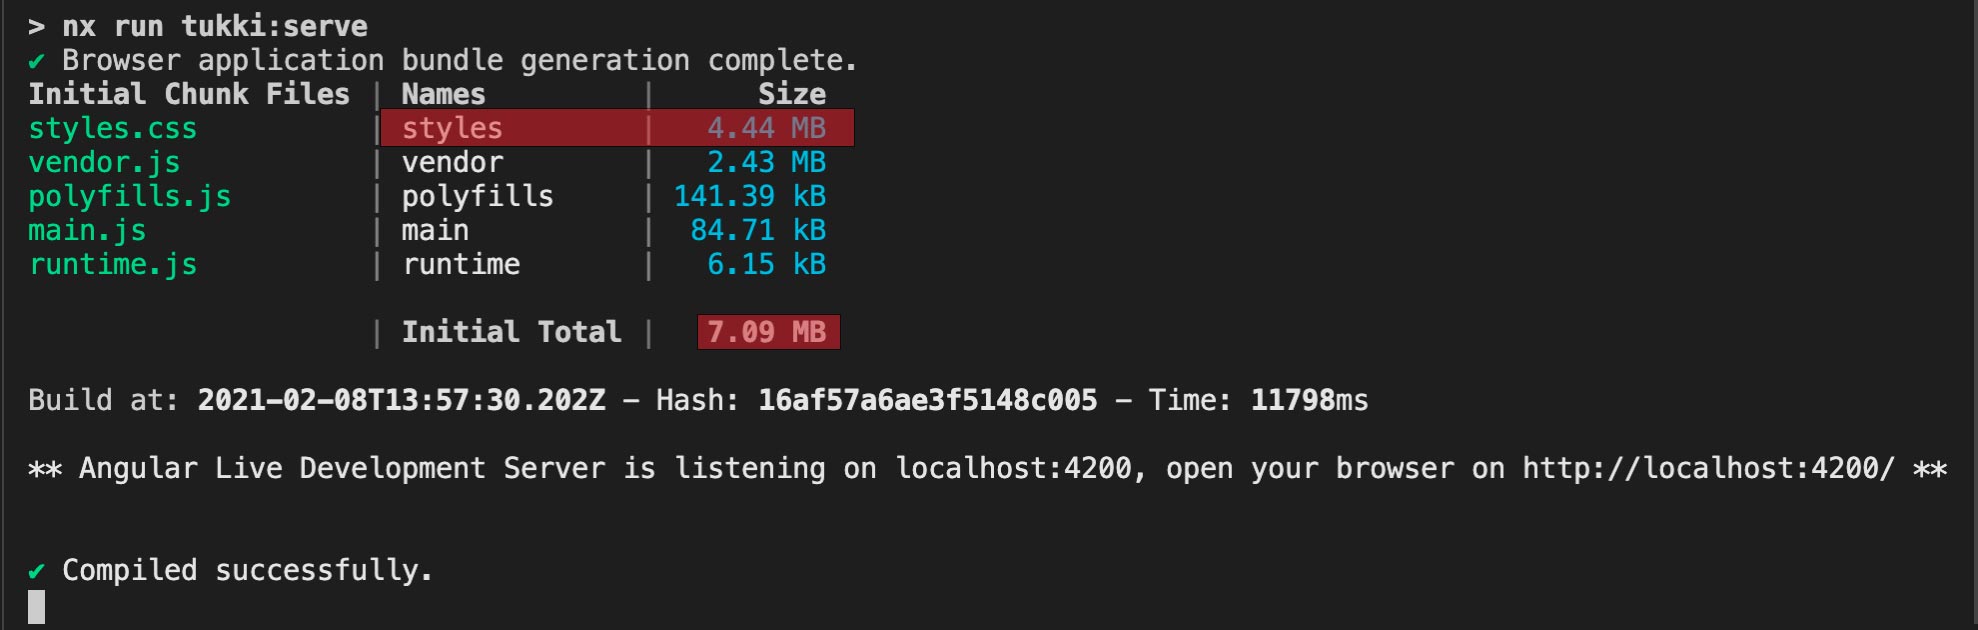 > nx run tukki:serve
✔ Browser application bundle generation complete.
Initial Chunk Files | Names | Size
styles.css | styles | 4.44 MB
vendor.js | vendor | 2.43 MB
polyfills.js | polyfills | 141.39 kB
main.js | main | 84.71 kB
runtime.js | runtime | 6.15 kB
| Initial Total | 7.09 MB
Build at: 2021-02-08T13:57:30.202Z - Hash: 16af57a6ae3f5148c005 - Time: 11798ms
** Angular Live Development Server is listening on localhost:4200, open your browser on http://localhost:4200/ **
✔ Compiled successfully.